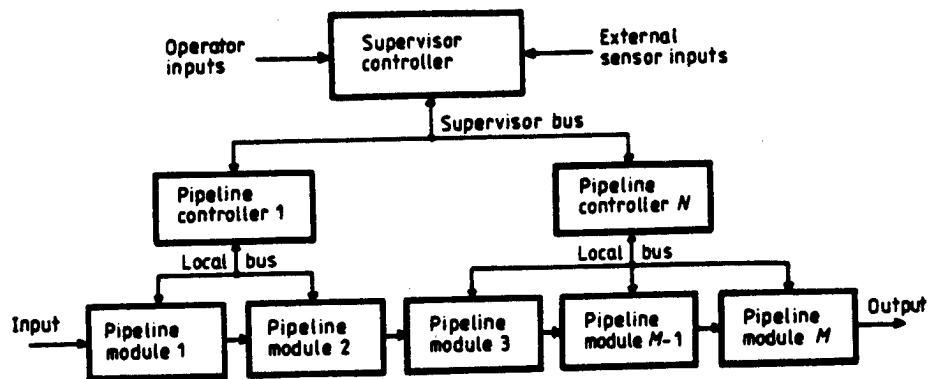 Operator
inputs
Supervisor
controller
External
sensor inputs
Supervisor bus
Pipeline
controller 1
Pipeline
controller N
Local bus
Local bus
Input
Pipeline
module 1
Pipeline
module 2
Pipeline
module 3
Pipeline
module M-1
Pipeline
module M
Output